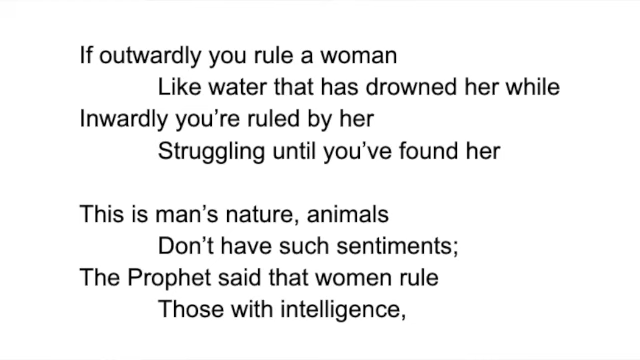 If outwardly you rule a woman
Like water that has drowned her while
Inwardly you’re ruled by her
Struggling until you’ve found her
This is man’s nature, animals
Don’t have such sentiments;
The Prophet said that women rule
Those with intelligence,